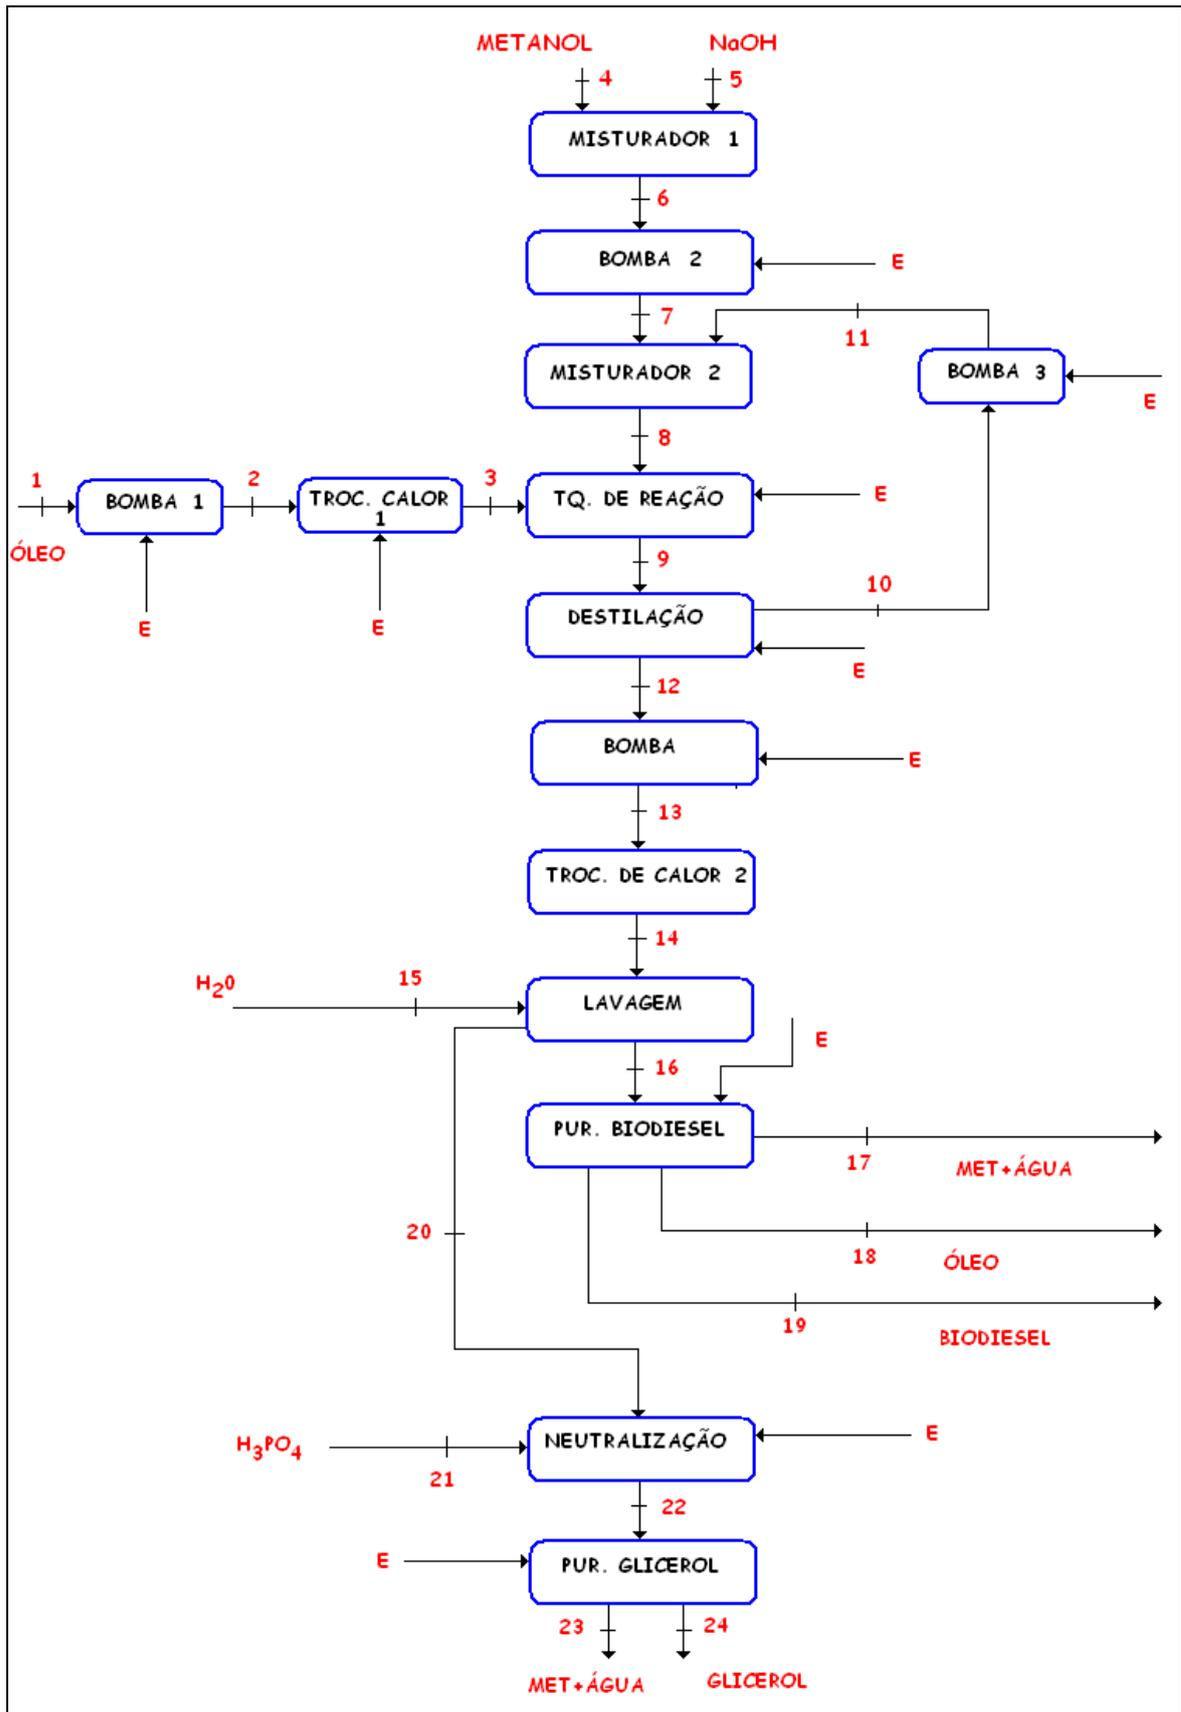 METANOL NaOH
4 5
MISTURADOR 1
6
BOMBA 2
E
7
11
MISTURADOR 2
BOMBA 3
E
8
1 2 3
BOMBA 1
TROC. CALOR
1
TQ. DE REAÇÃO
E
ÓLEO
9
10
E E
DESTILAÇÃO
E
12
BOMBA
E
13
TROC. DE CALOR 2
14
H₂0
15
LAVAGEM
E
16
PUR. BIODIESEL
17
MET+ÁGUA
20
18
ÓLEO
19
BIODIESEL
H₃PO₄
21
NEUTRALIZAÇÃO
E
22
E
PUR. GLICEROL
23 24
MET+ÁGUA GLICEROL